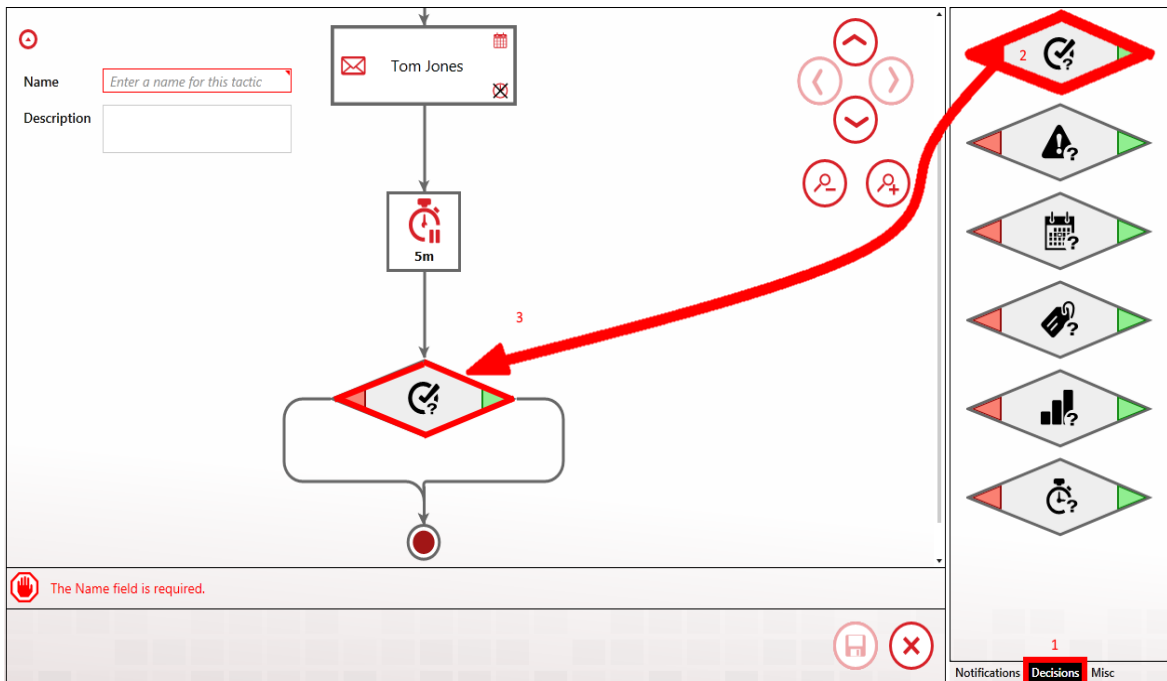 Tom Jones
Name
Enter a name for this tactic
Description
5m
3
2
?
?
?
?
?
?
?
The Name field is required.
1
Notifications Decisions Misc